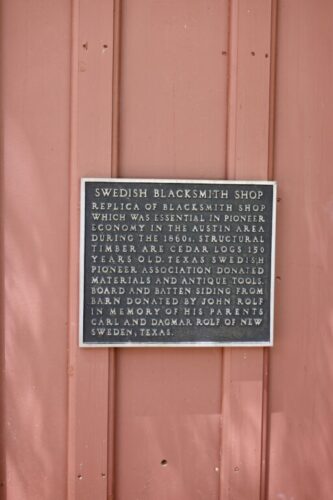 SWEDISH BLACKSMITH SHOP
REPLICA OF BLACKSMITH SHOP
WHICH WAS ESSENTIAL IN PIONEER
ECONOMY IN THE AUSTIN AREA
DURING THE 1860s. STRUCTURAL
TIMBER ARE CEDAR LOGS 150
YEARS OLD. TEXAS SWEDISH
PIONEER ASSOCIATION DONATED
MATERIALS AND ANTIQUE TOOLS.
BOARD AND BATTEN SIDING FROM
BARN DONATED BY JOHN ROLF
IN MEMORY OF HIS PARENTS
CARL AND DAGMAR ROLF OF NEW
SWEDEN, TEXAS.